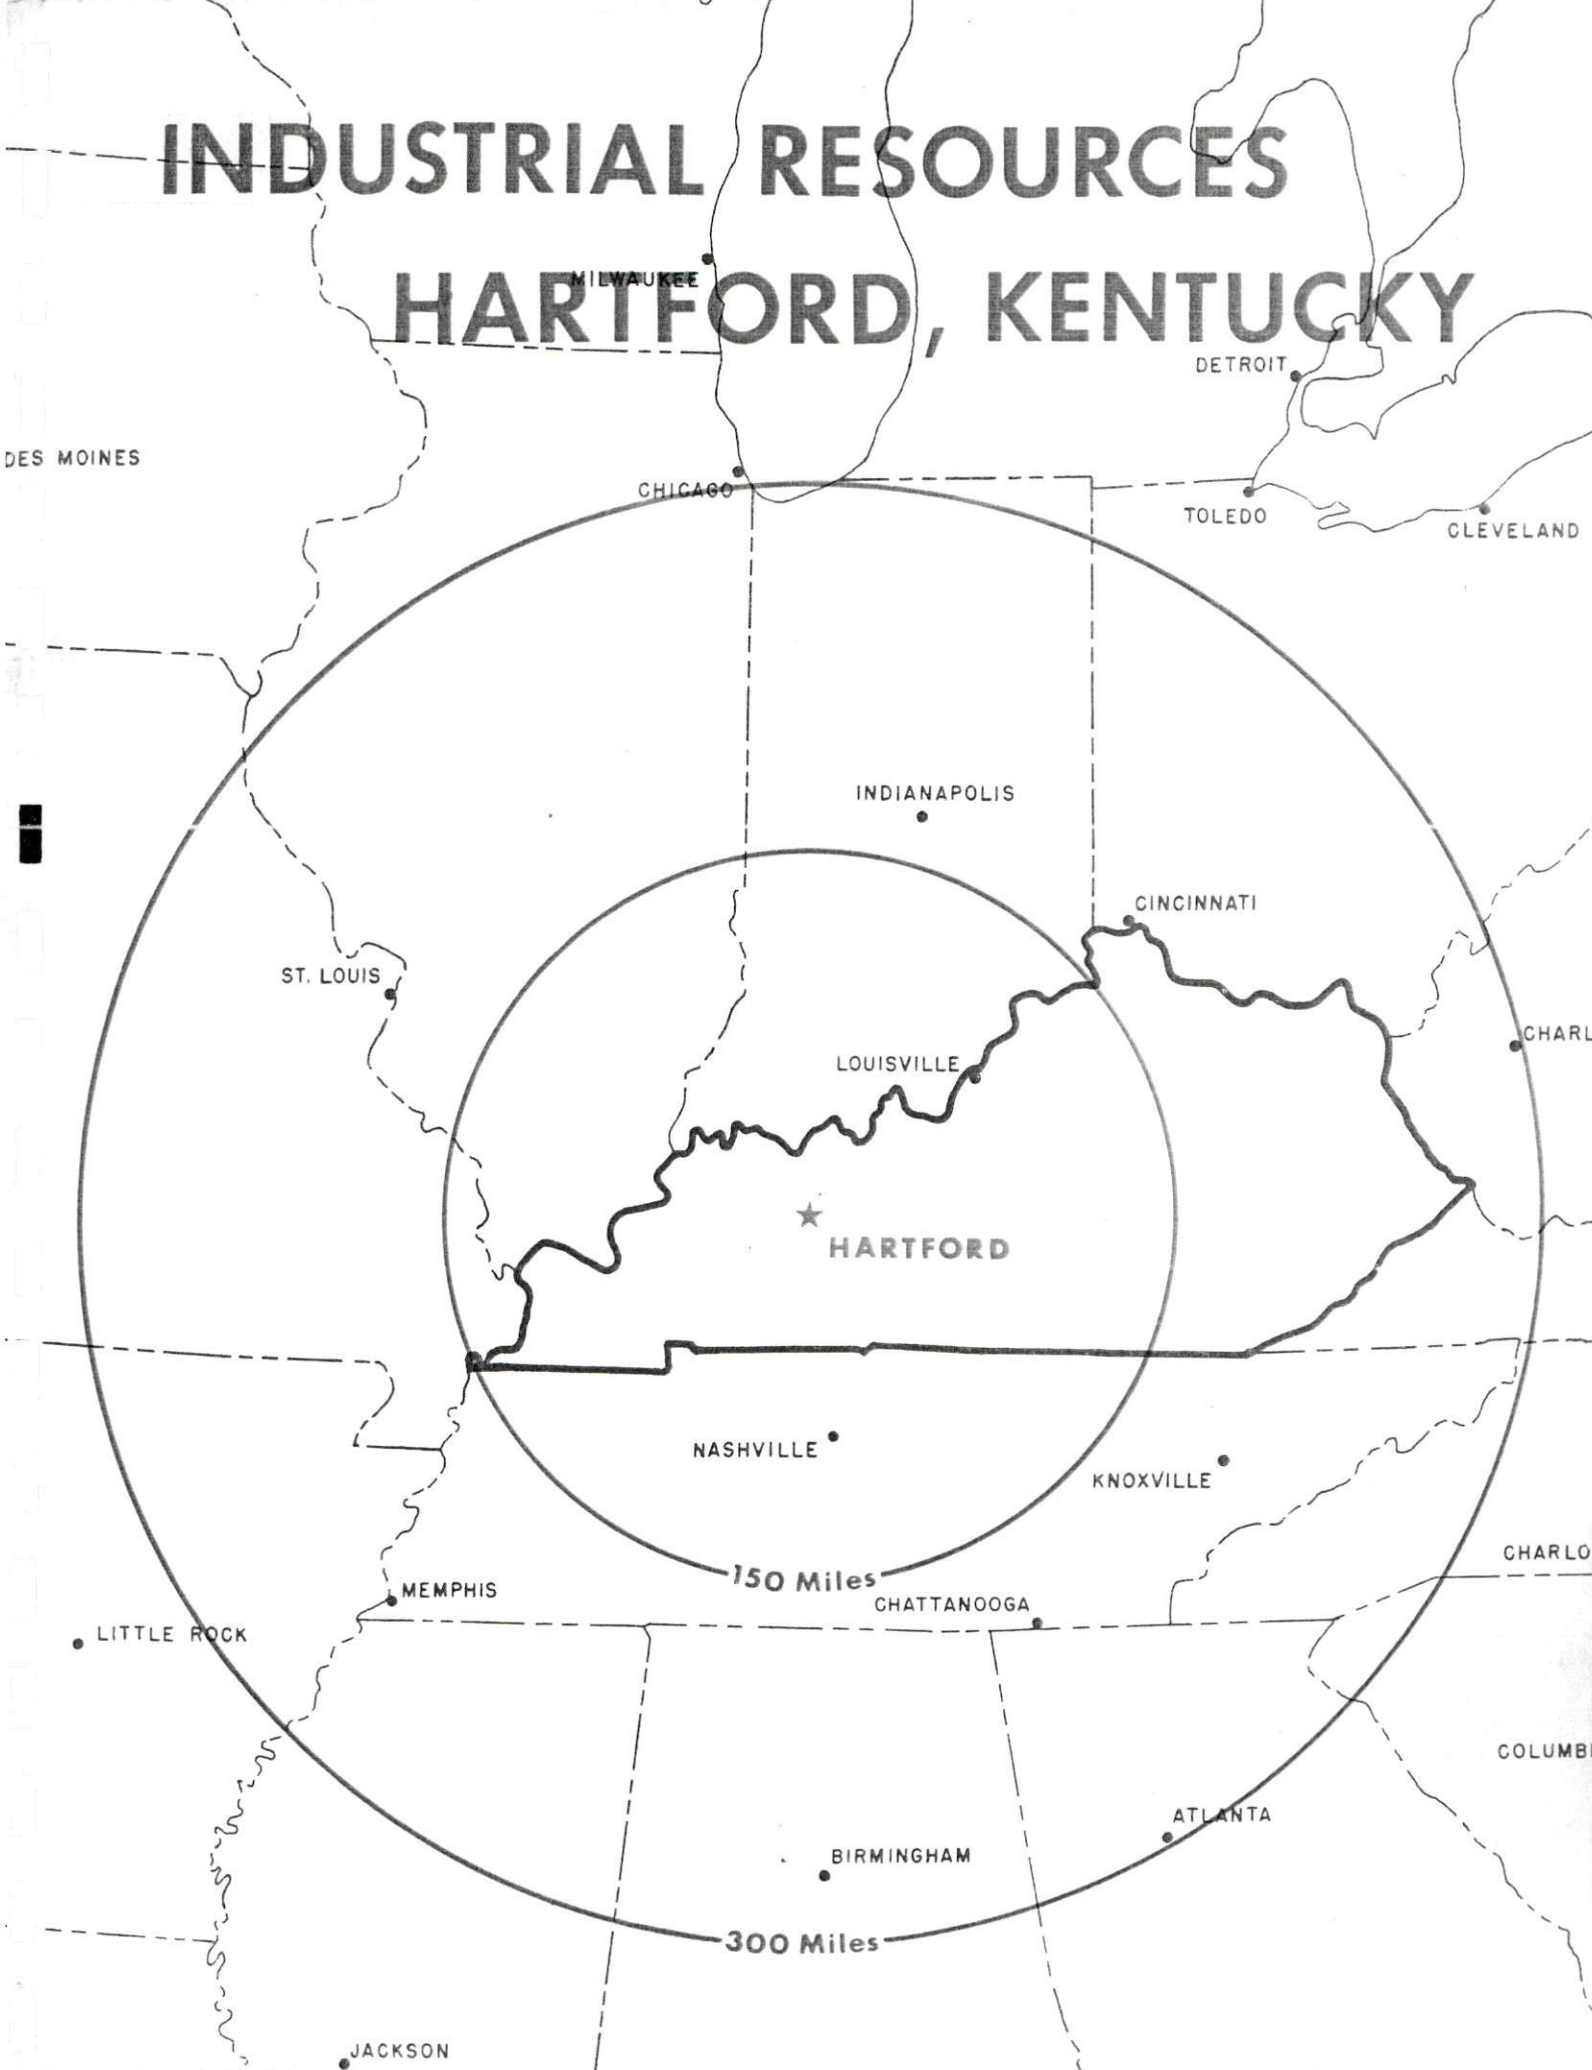 INDUSTRIAL RESOURCES
MILWAUKEE
HARTFORD, KENTUCKY
DETROIT
DES MOINES
CHICAGO
TOLEDO
CLEVELAND
INDIANAPOLIS
CINCINNATI
ST. LOUIS
CHARL
LOUISVILLE
HARTFORD
NASHVILLE
KNOXVILLE
CHARLO
150 Miles
MEMPHIS
CHATTANOOGA
LITTLE ROCK
COLUMBI
ATLANTA
BIRMINGHAM
300 Miles
JACKSON